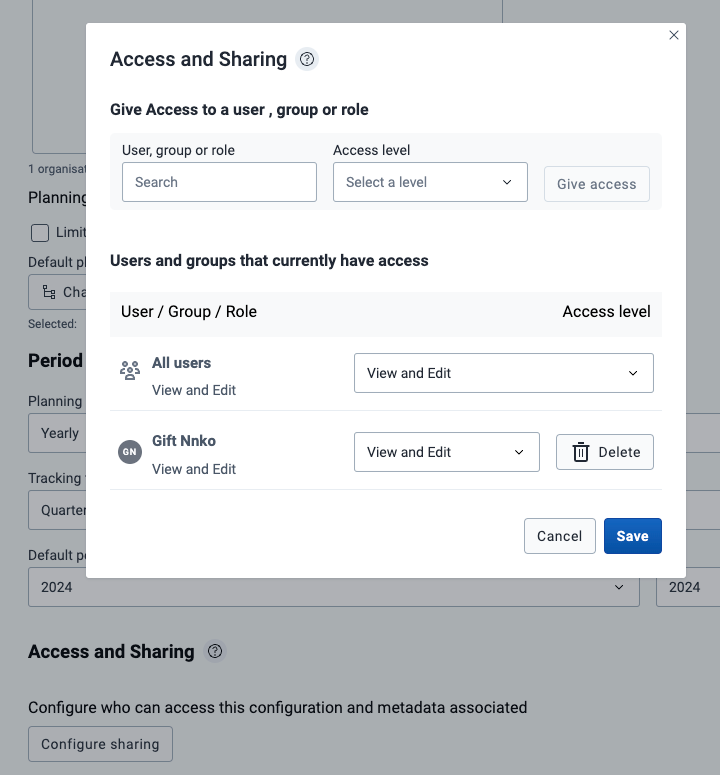 Access and Sharing
Give Access to a user , group or role
User, group or role
Access level
Search
Select a level
Give access
Users and groups that currently have access
User / Group / Role
Access level
All users
View and Edit
View and Edit
GN
Gift Nnko
View and Edit
View and Edit
Delete
Cancel
Save
1 organisat
Planning
Limit
Default pl
Cha
Selected:
Period
Planning
Yearly
Tracking
Quarter
Default pe
2024
2024
Access and Sharing
Configure who can access this configuration and metadata associated
Configure sharing